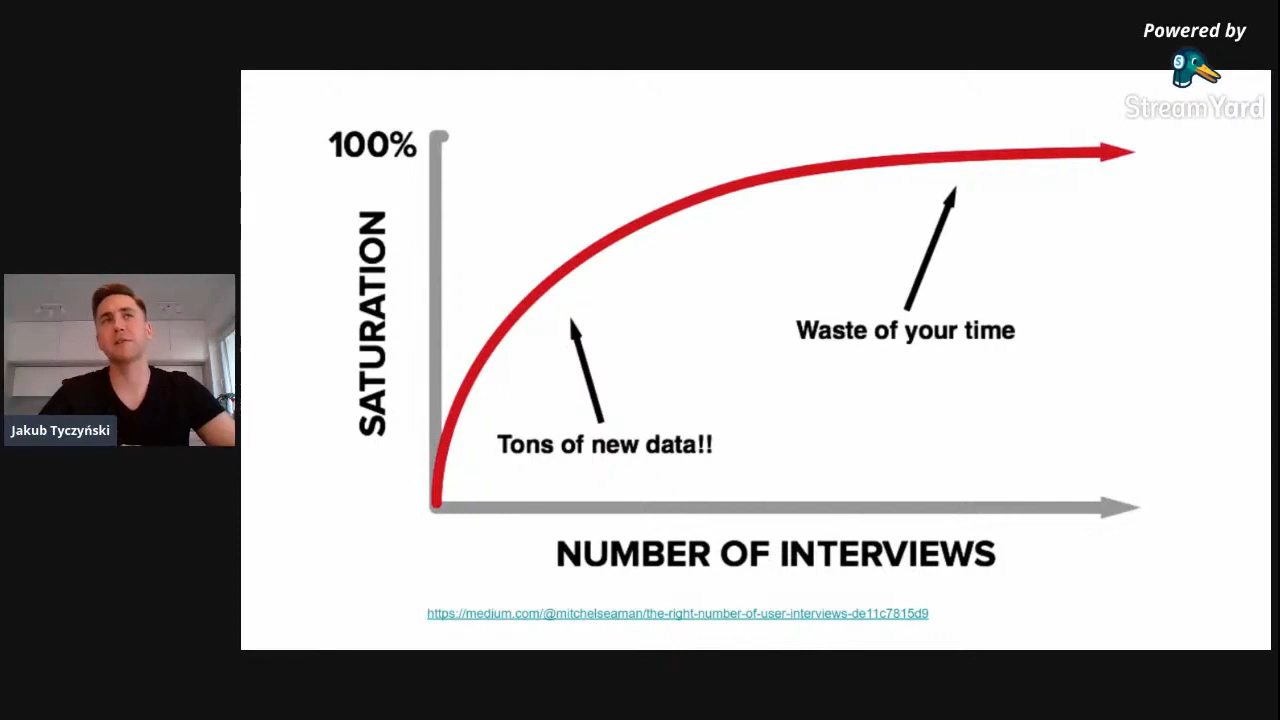 Powered by
StreamYard
100%
SATURATION
Waste of your time
Tons of new data!!
NUMBER OF INTERVIEWS
https://medium.com/@mitchelseaman/the-right-number-of-user-interviews-de11c7815d9
Jakub Tyczyński